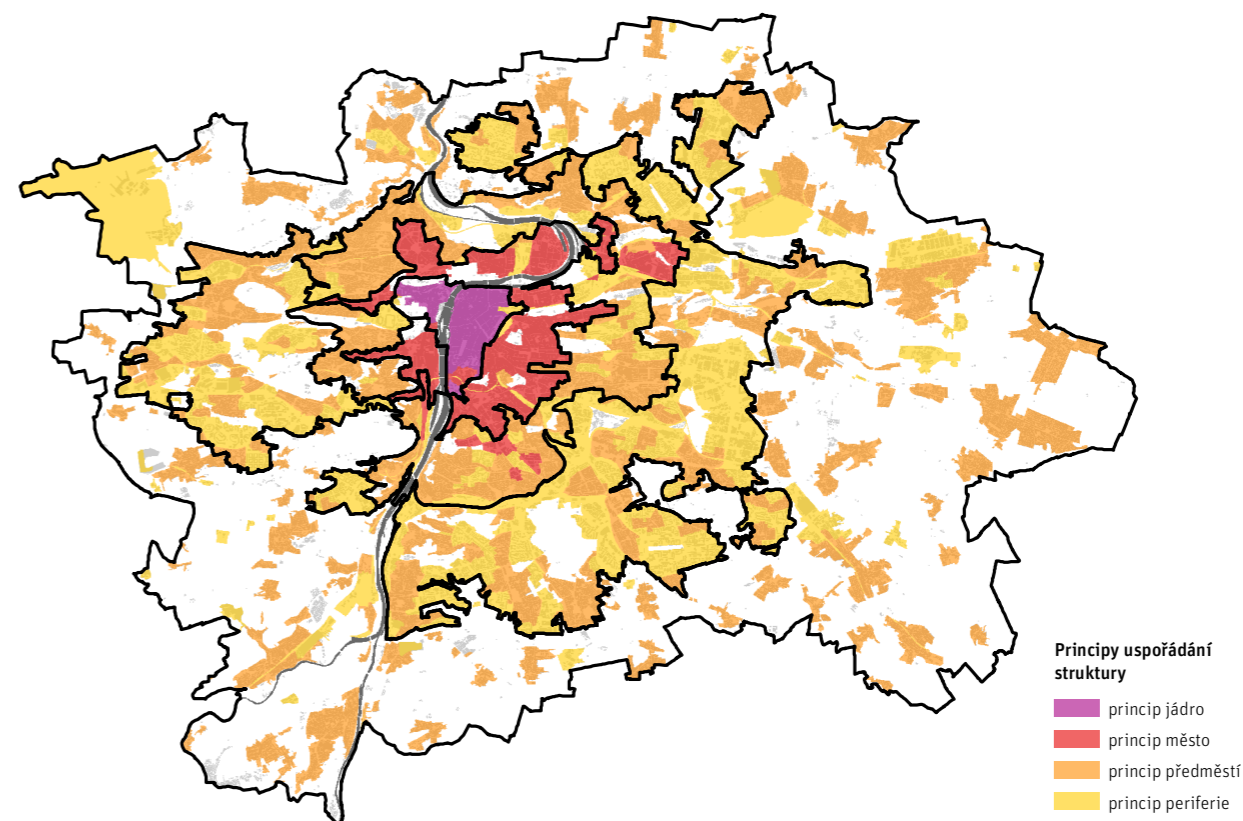 Principy uspořádání
struktury
princip jádro
princip město
princip předměstí
princip periferie